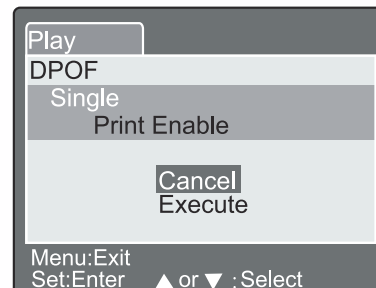 Play
DPOF
Single
Print Enable
Cancel
Execute
Menu:Exit
Set:Enter ▲ or ▼ :Select